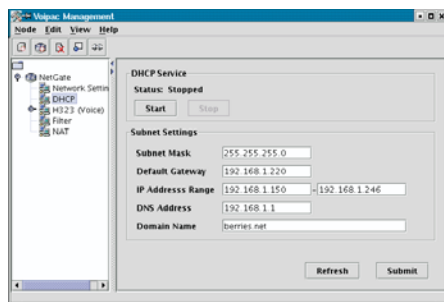 Voipac Management
Node Edit View Help
NetGate
Network Settin
DHCP
H323 (Voice)
Filter
NAT
DHCP Service
Status: Stopped
Start Stop
Subnet Settings
Subnet Mask 255.255.255.0
Default Gateway 192.168.1.220
IP Addresss Range 192.168.1.150 - 192.168.1.246
DNS Address 192.168.1.1
Domain Name berries.net
Refresh Submit